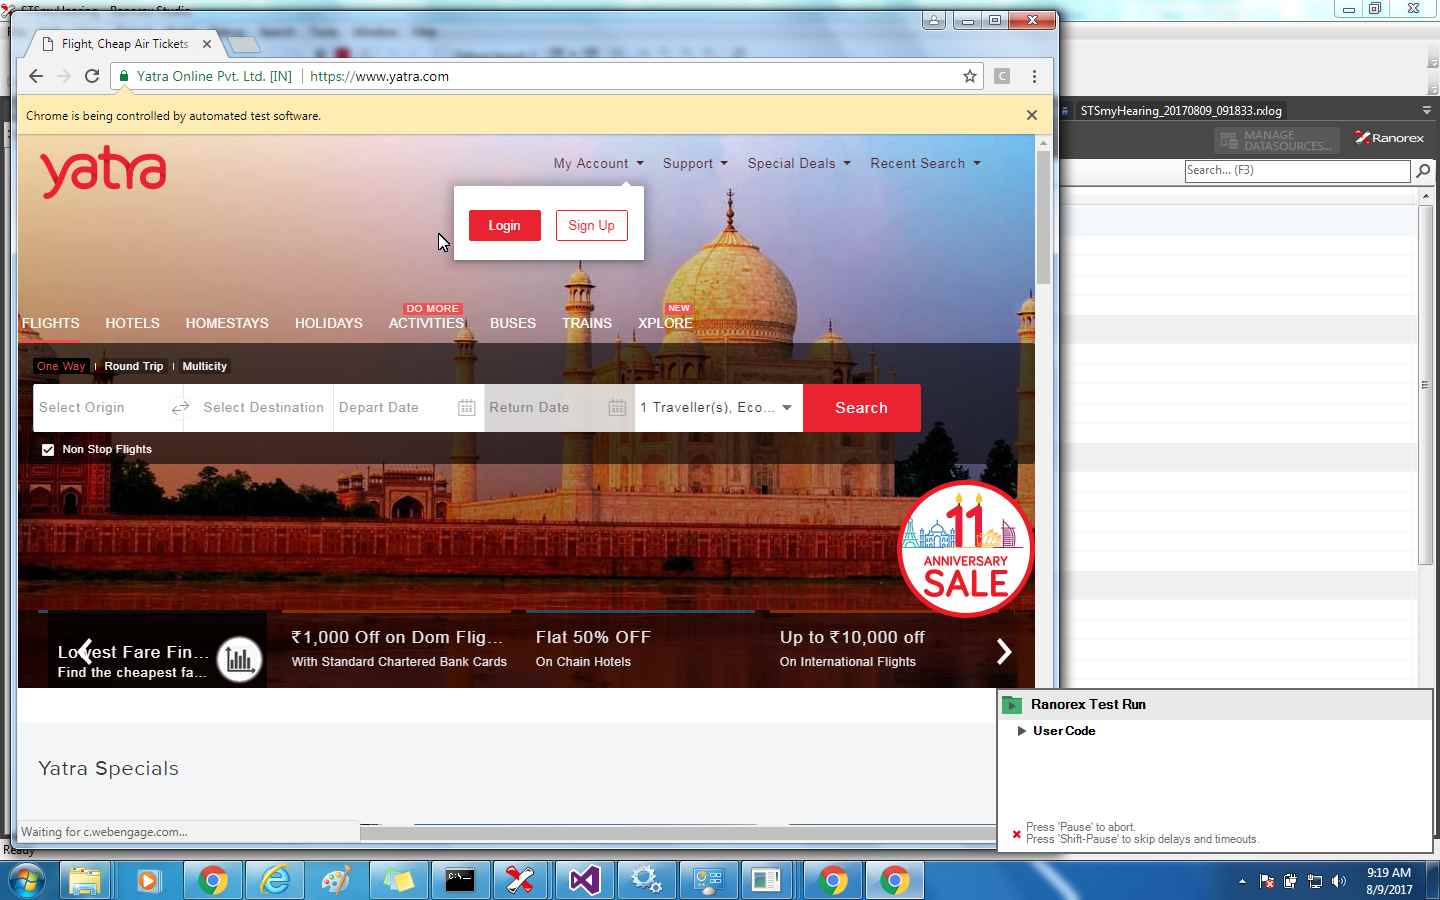 Flight, Cheap Air Tickets
Yatra Online Pvt. Ltd. [IN]
https://www.yatra.com
C
Chrome is being controlled by automated test software.
STSmyHearing_20170809_091833.rxlog
MANAGE
DATASOURCES...
Ranorex
Search... (F3)
yatra
My Account
Support
Special Deals
Recent Search
Login
Sign Up
DO MORE
NEW
FLIGHTS
HOTELS
HOMESTAYS
HOLIDAYS
ACTIVITIES
BUSES
TRAINS
XPLORE
One Way
Round Trip
Multicity
Select Origin
Select Destination
Depart Date
Return Date
1 Traveller(s), Eco...
Search
Non Stop Flights
11
ANNIVERSARY
SALE
Lowest Fare Fin...
Find the cheapest fa...
₹1,000 Off on Dom Flig...
With Standard Chartered Bank Cards
Flat 50% OFF
On Chain Hotels
Up to ₹10,000 off
On International Flights
Yatra Specials
Waiting for c.webengage.com...
Ready
Ranorex Test Run
User Code
Press 'Pause' to abort.
Press 'Shift-Pause' to skip delays and timeouts.
9:19 AM
8/9/2017